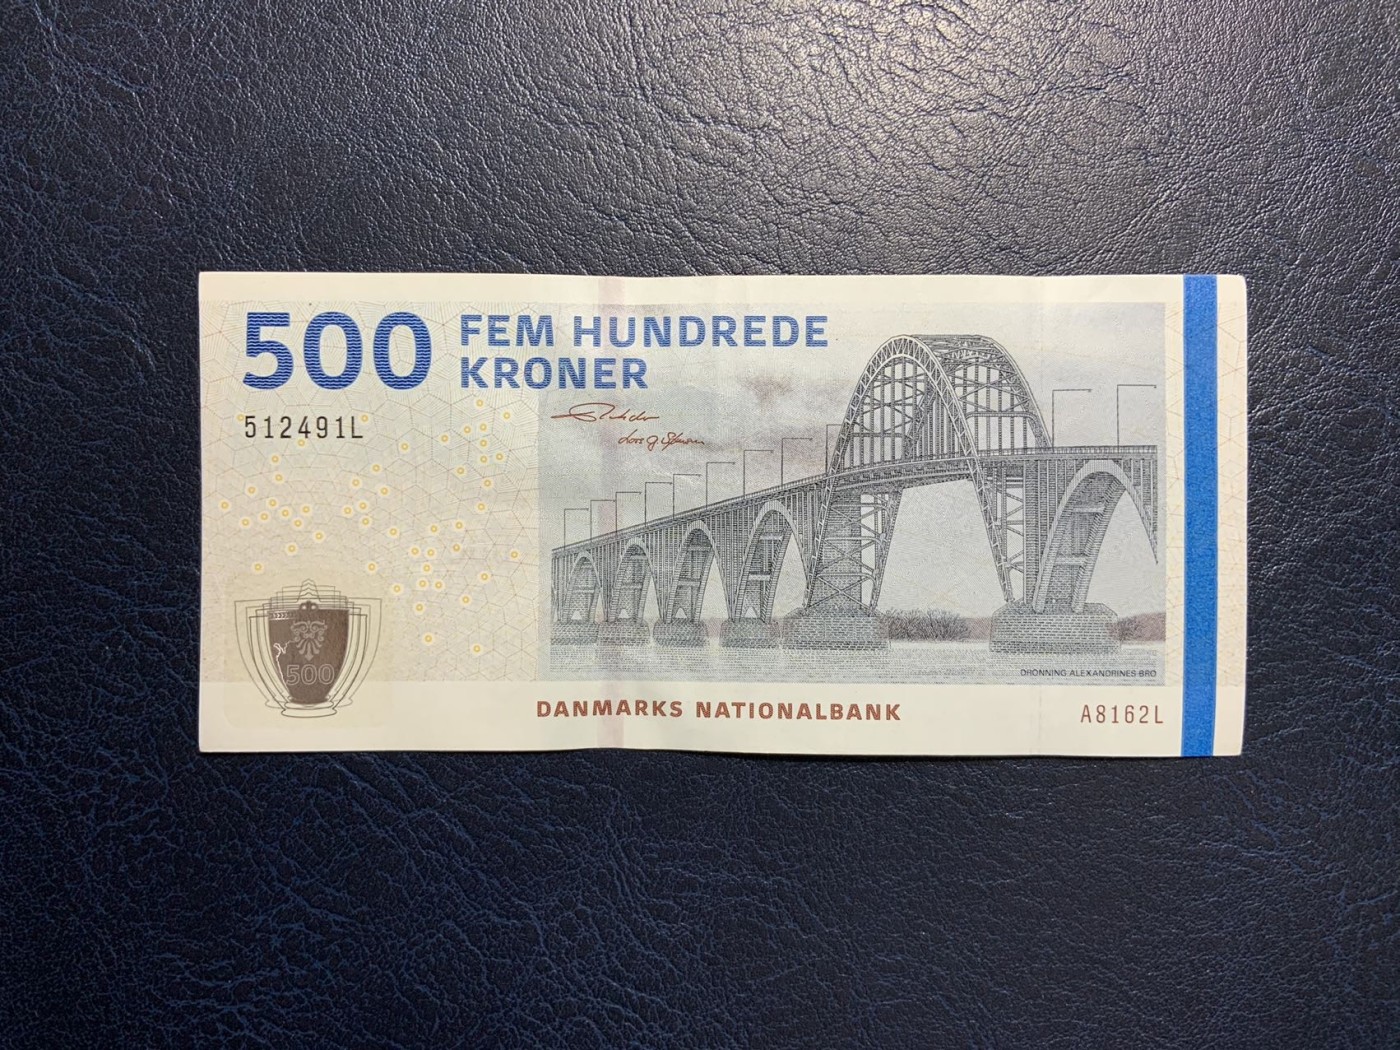 500 FEM HUNDREDE
KRONER
512491L
500
DRONNING ALEXANDRINES BRO
DANMARKS NATIONALBANK
A8162L